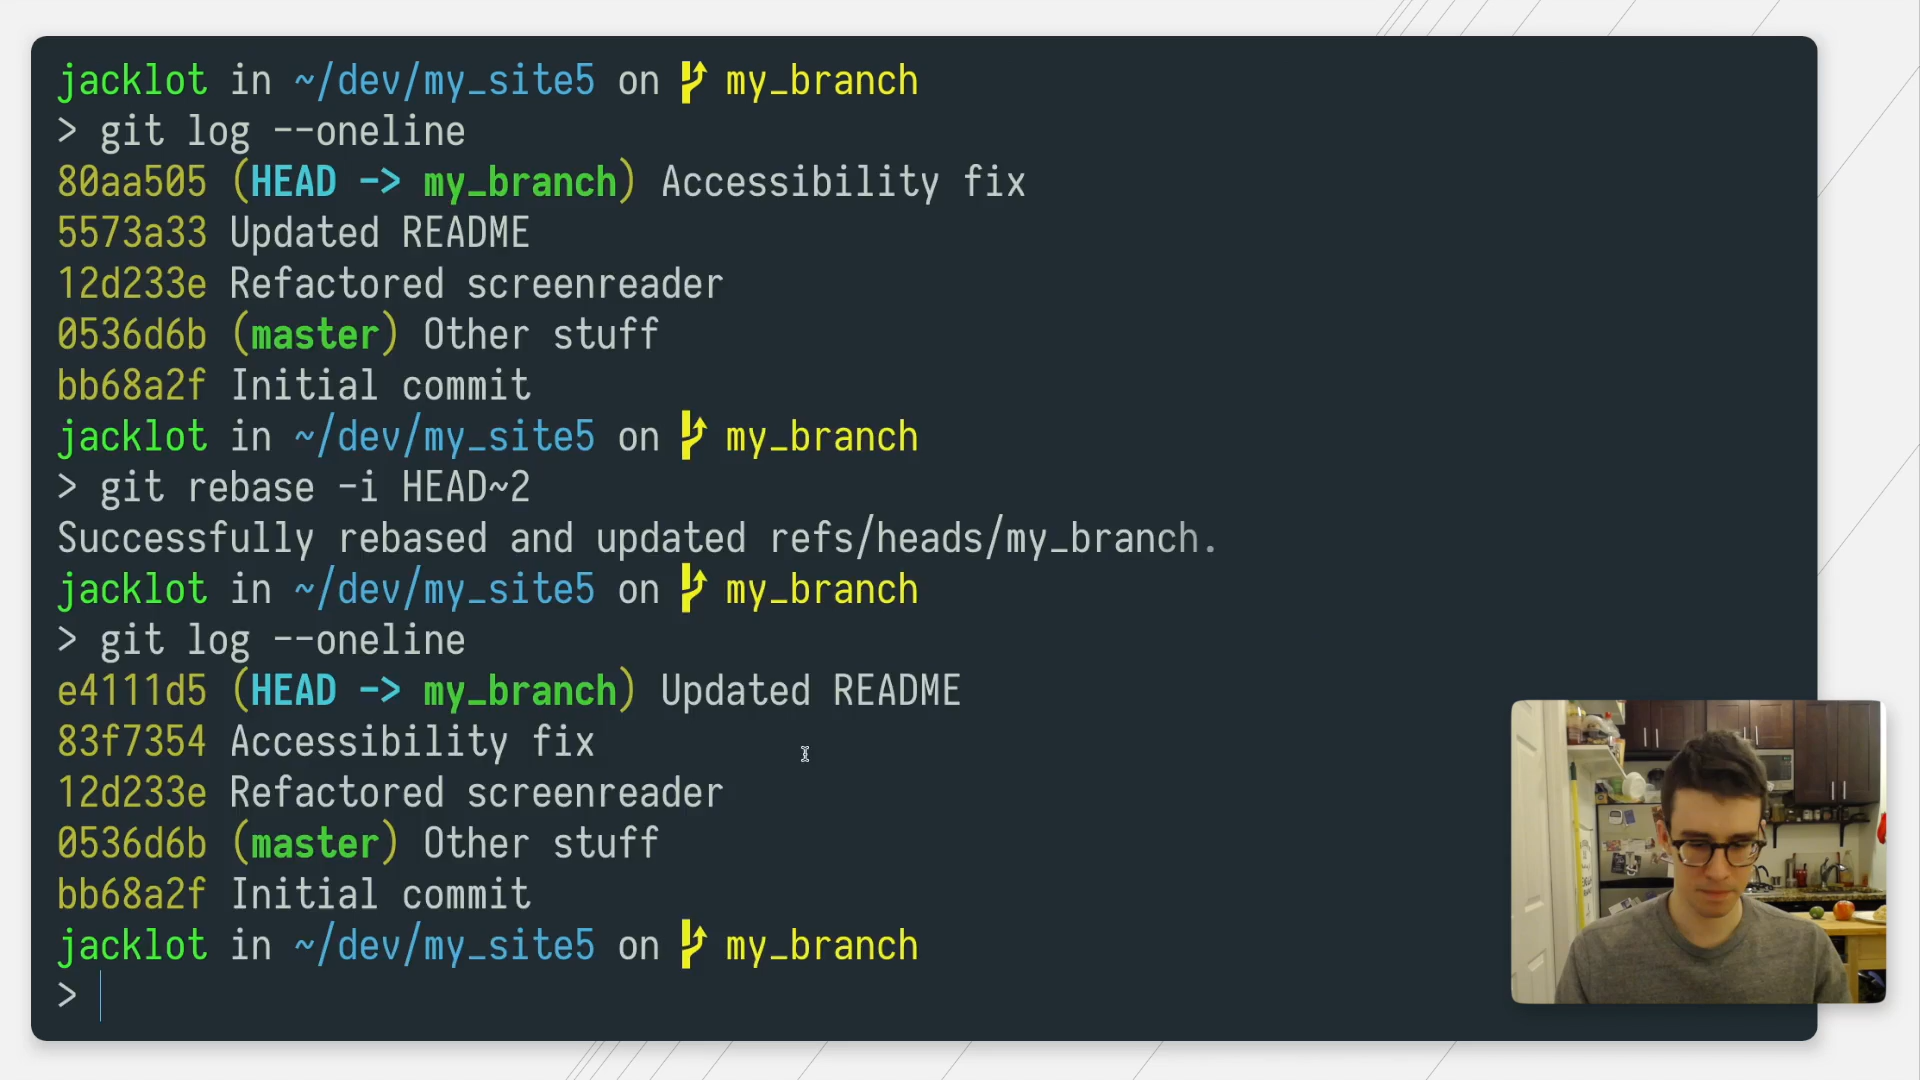 jacklot in ~/dev/my_site5 on my_branch
> git log --oneline
80aa505 (HEAD -> my_branch) Accessibility fix
5573a33 Updated README
12d233e Refactored screenreader
0536d6b (master) Other stuff
bb68a2f Initial commit
jacklot in ~/dev/my_site5 on my_branch
> git rebase -i HEAD~2
Successfully rebased and updated refs/heads/my_branch.
jacklot in ~/dev/my_site5 on my_branch
> git log --oneline
e4111d5 (HEAD -> my_branch) Updated README
83f7354 Accessibility fix
12d233e Refactored screenreader
0536d6b (master) Other stuff
bb68a2f Initial commit
jacklot in ~/dev/my_site5 on my_branch
>